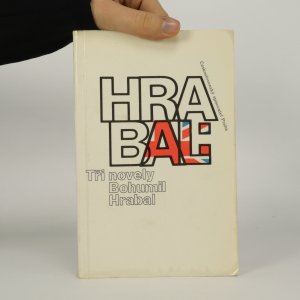 HRA
BAL:
Tři novely
Bohumil
Hrabal
Československý spisovatel Praha